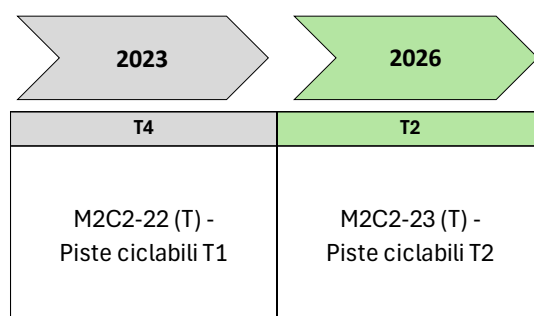 2023
2026
T4
T2
M2C2-22 (T) -
Piste ciclabili T1
M2C2-23 (T) -
Piste ciclabili T2